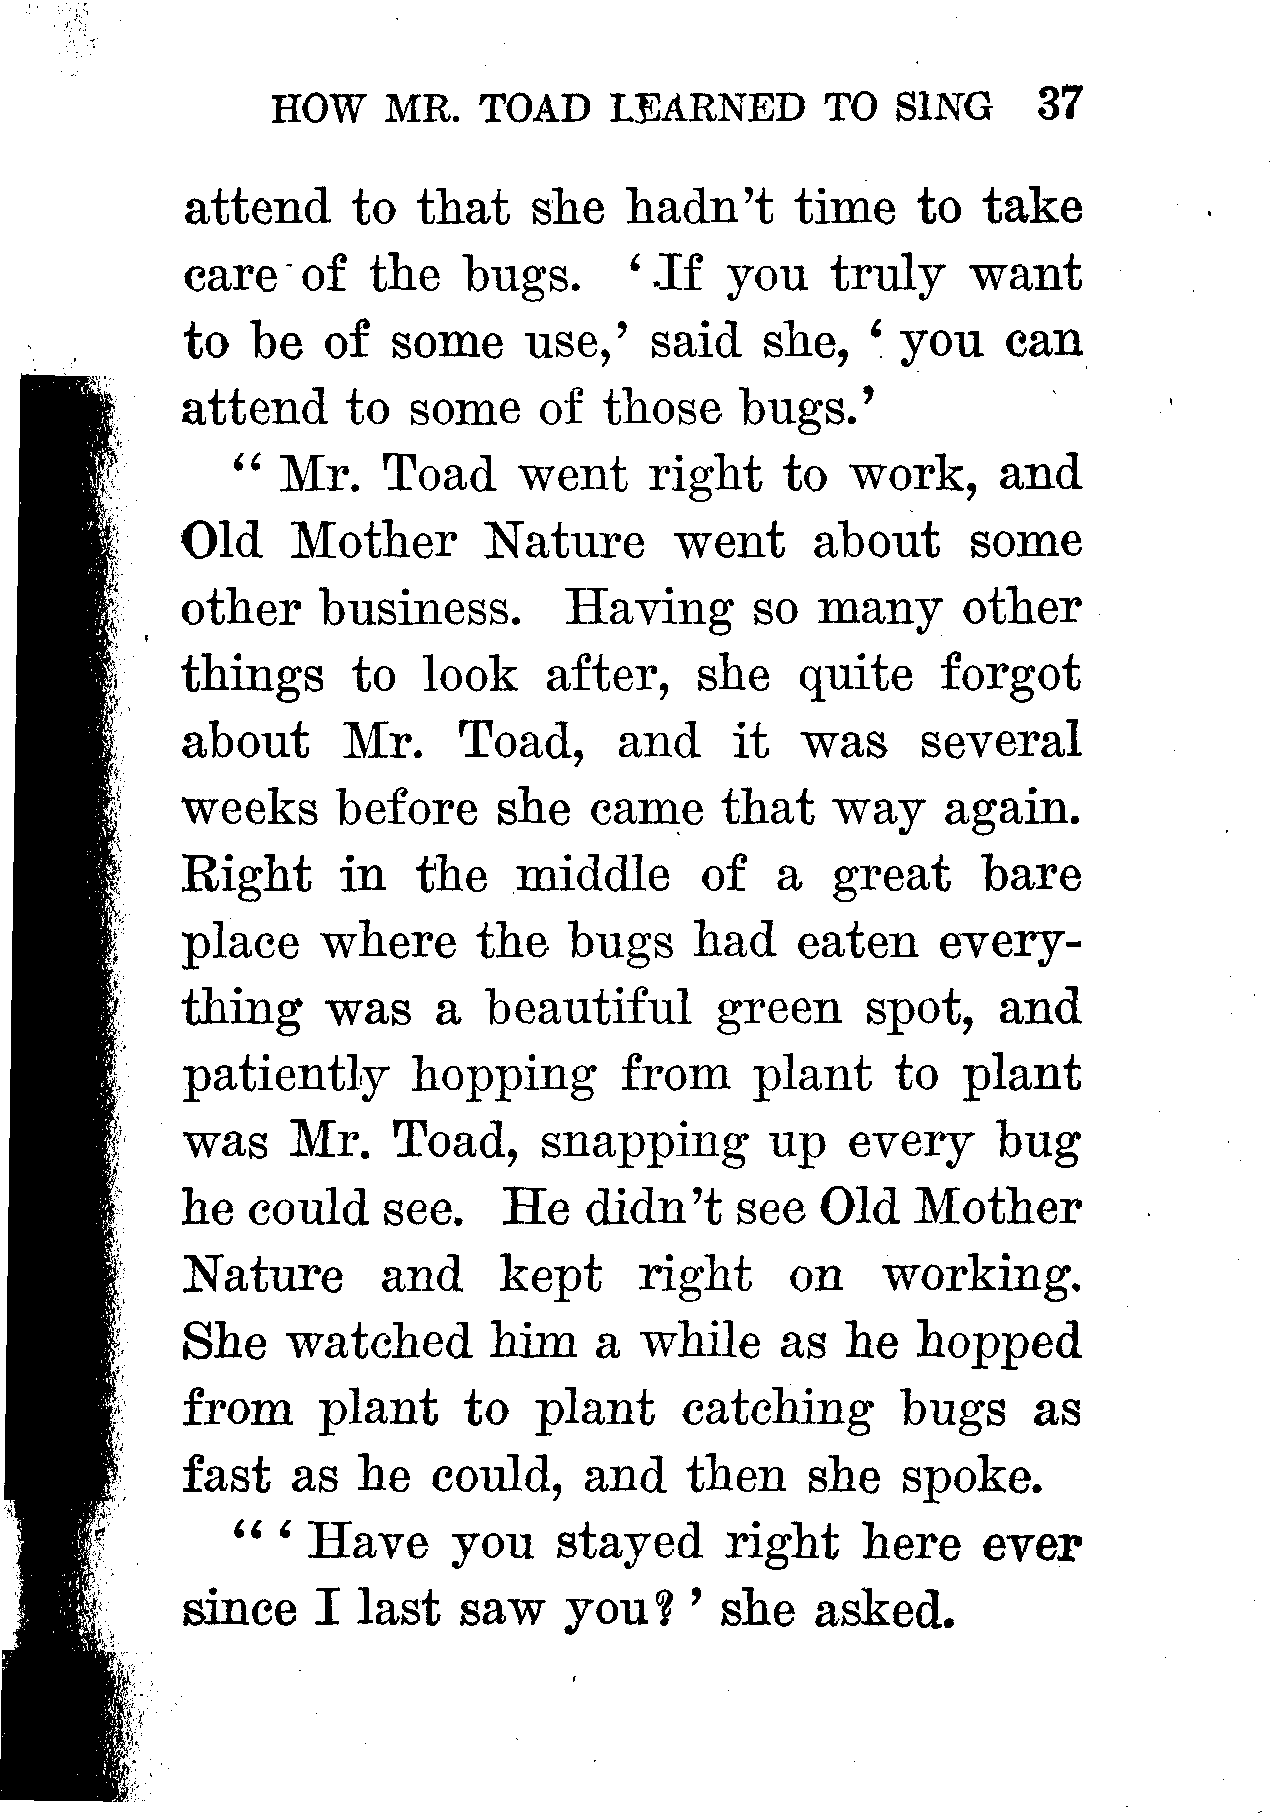 HOW MR. TOAD LEARNED TO SING 37
attend to that she hadn't time to take
care of the bugs. ‘If you truly want
to be of some use,’ said she, ‘you can
attend to some of those bugs.’
“Mr. Toad went right to work, and
Old Mother Nature went about some
other business. Having so many other
things to look after, she quite forgot
about Mr. Toad, and it was several
weeks before she came that way again.
Right in the middle of a great bare
place where the bugs had eaten every-
thing was a beautiful green spot, and
patiently hopping from plant to plant
was Mr. Toad, snapping up every bug
he could see. He didn't see Old Mother
Nature and kept right on working.
She watched him a while as he hopped
from plant to plant catching bugs as
fast as he could, and then she spoke.
“‘Have you stayed right here ever
since I last saw you?’ she asked.